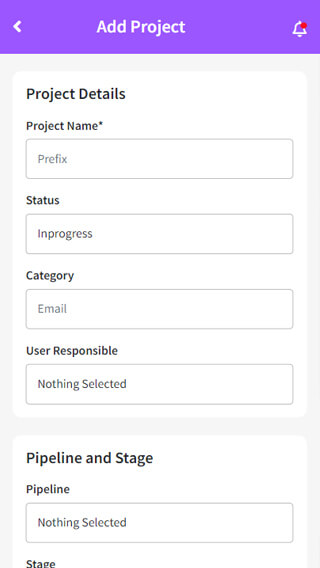 Add Project
Project Details
Project Name*
Prefix
Status
Inprogress
Category
Email
User Responsible
Nothing Selected
Pipeline and Stage
Pipeline
Nothing Selected
Stage